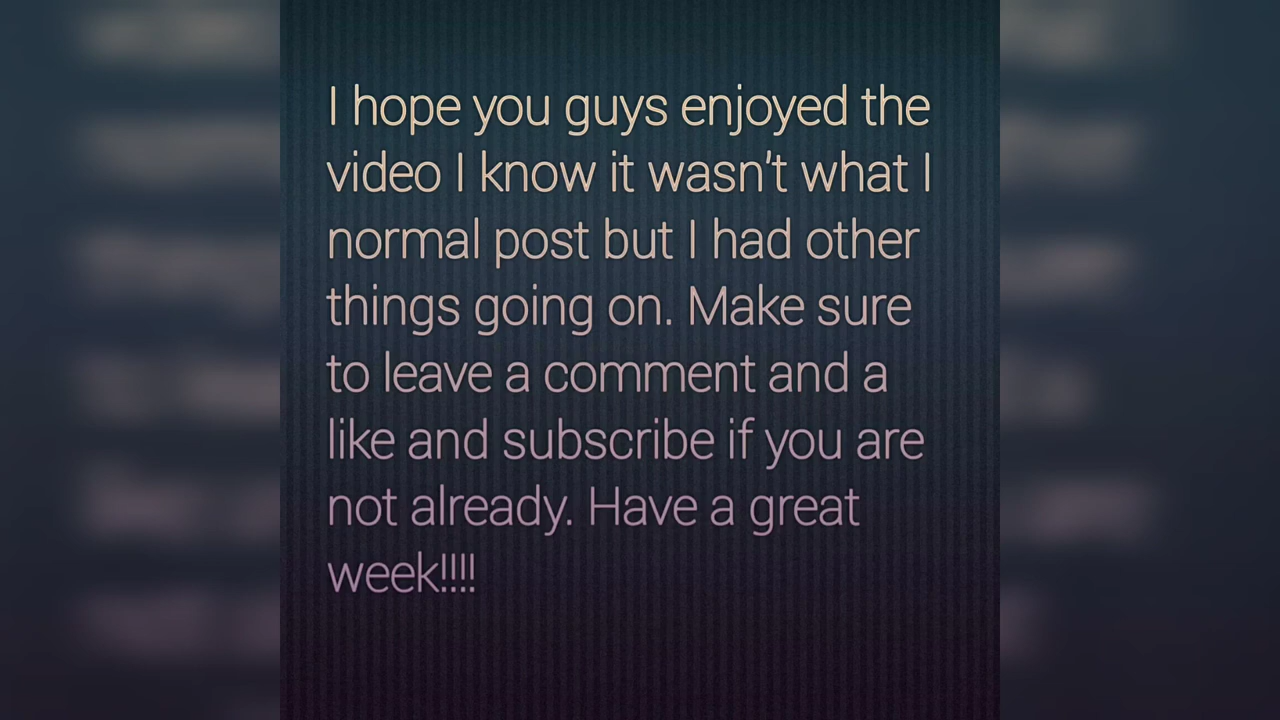 I hope you guys enjoyed the
video I know it wasn't what I
normal post but I had other
things going on. Make sure
to leave a comment and a
like and subscribe if you are
not already. Have a great
week!!!!